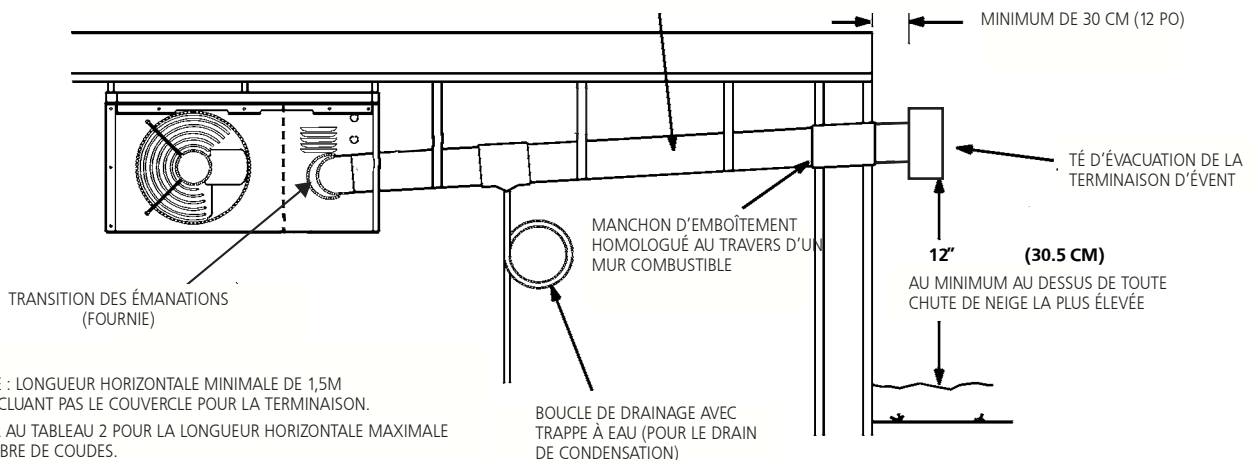 MINIMUM DE 30 CM (12 PO)
TÉ D'ÉVACUATION DE LA
TERMINAISON D'ÉVENT
MANCHON D'EMBOÎTEMENT
HOMOLOGUÉ AU TRAVERS D'UN
MUR COMBUSTIBLE
12" (30.5 CM)
AU MINIMUM AU DESSUS DE TOUTE
CHUTE DE NEIGE LA PLUS ÉLEVÉE
TRANSITION DES ÉMANATIONS
(FOURNIE)
: LONGUEUR HORIZONTALE MINIMALE DE 1,5M
PAS LE COUVERCLE POUR LA TERMINAISON.
AU TABLEAU 2 POUR LA LONGUEUR HORIZONTALE MAXIMALE
DE COUDES.
BOUCLE DE DRAINAGE AVEC
TRAPPE À EAU (POUR LE DRAIN
DE CONDENSATION)